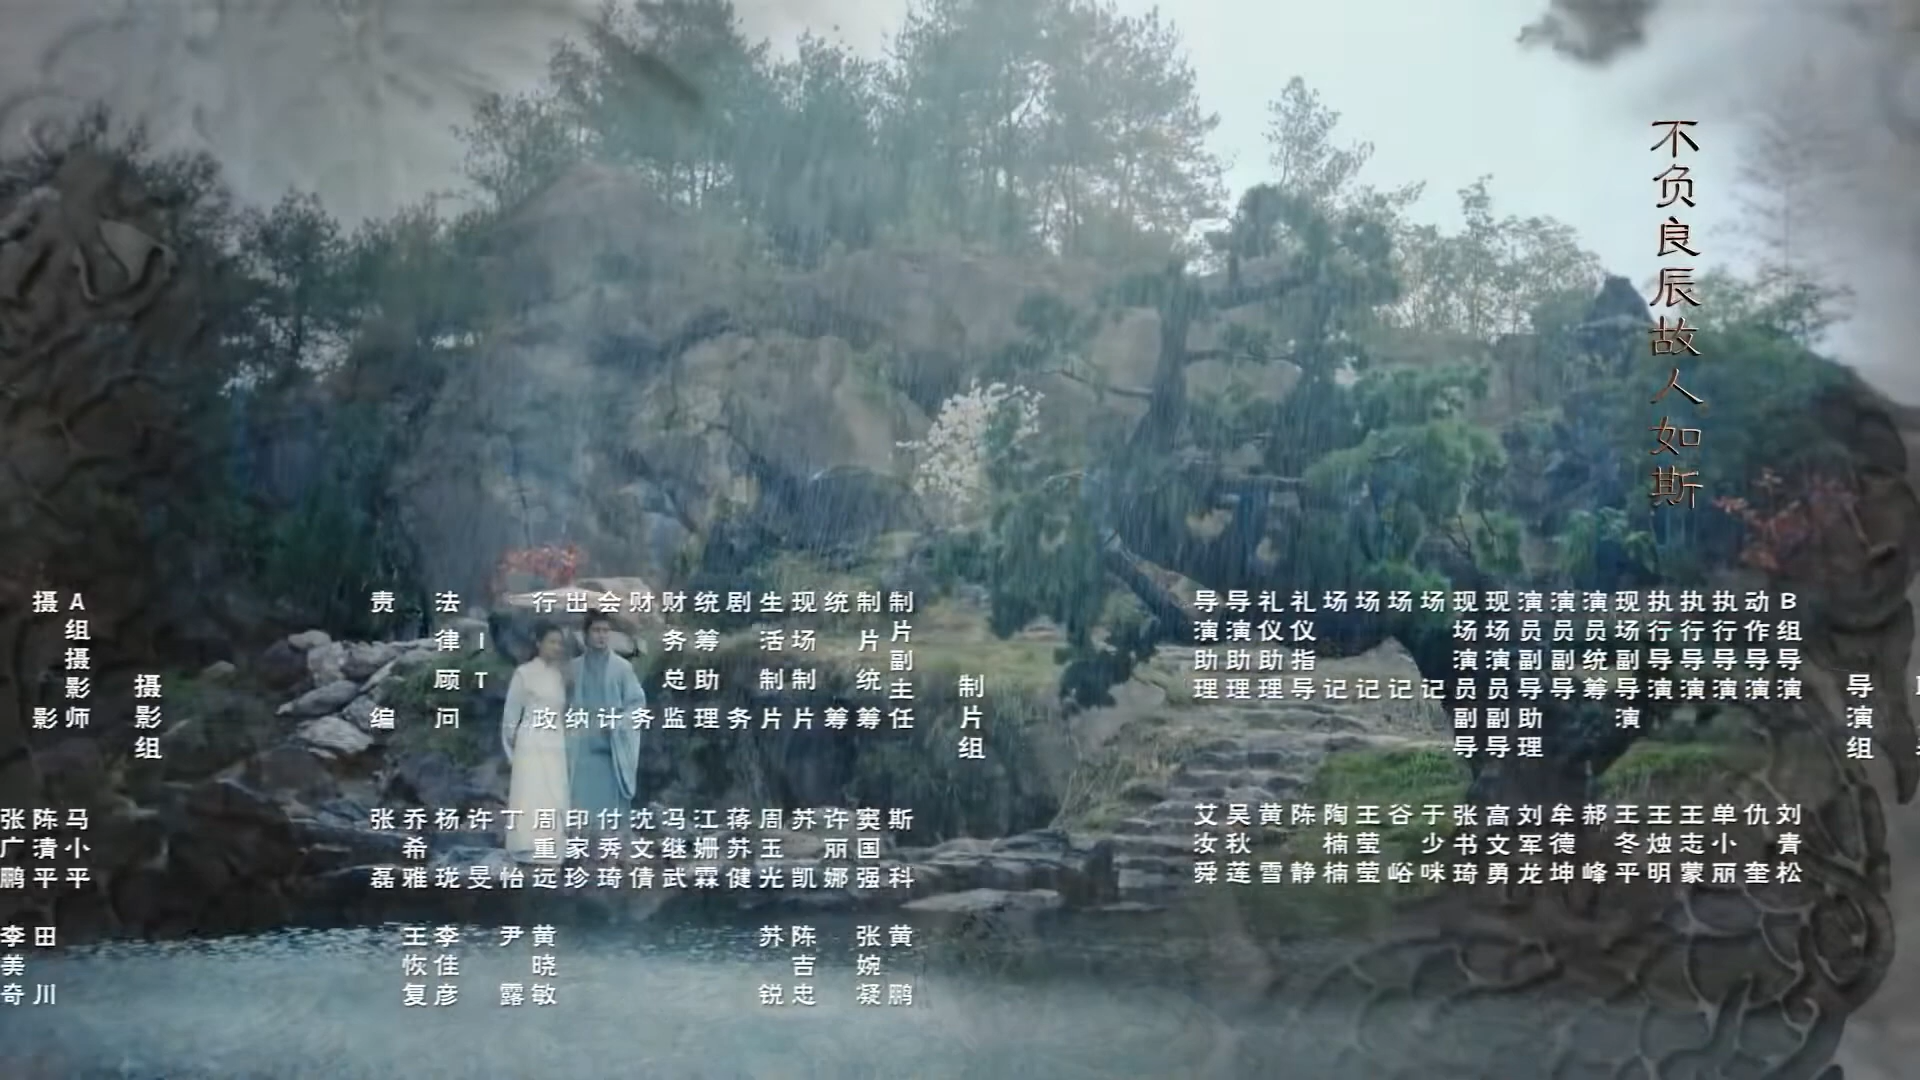 不负良辰故人如斯
导演组
B组导演 刘青松
动作导演 仇奎
执行导演 单小丽
执行导演 王志蒙
执行导演 王烛明
现场副导演 王冬平
演员统筹 郝峰
演员副导 牟德坤
演员副导助理 刘军龙
现场演员副导 高文勇
现场演员副导 张书琦
场记 于少咪
场记 谷峪
场记 王莹莹
场记 陶楠楠
礼仪指导 陈静
礼仪助理 黄雪
导演助理 吴秋莲
导演助理 艾汝舜
制片组
制片副主任 斯科 黄鹏
制片统筹 窦国强 张婉凝
统筹 许丽娜
现场制片 苏凯 陈吉忠
生活制片 周玉光 苏锐
剧务 蒋苏健
统筹助理 江姗霖
财务总监 冯继武
财务 沈文倩
会计 付秀琦
出纳 印家珍
行政 周重远 黄晓敏
丁怡 尹露
IT 许旻
法律顾问 杨珑 李佳彦
乔希雅 王恢复
责编 张磊
摄影组
A组摄影师 马小平
摄影 陈清平 田川
张广鹏 李美奇